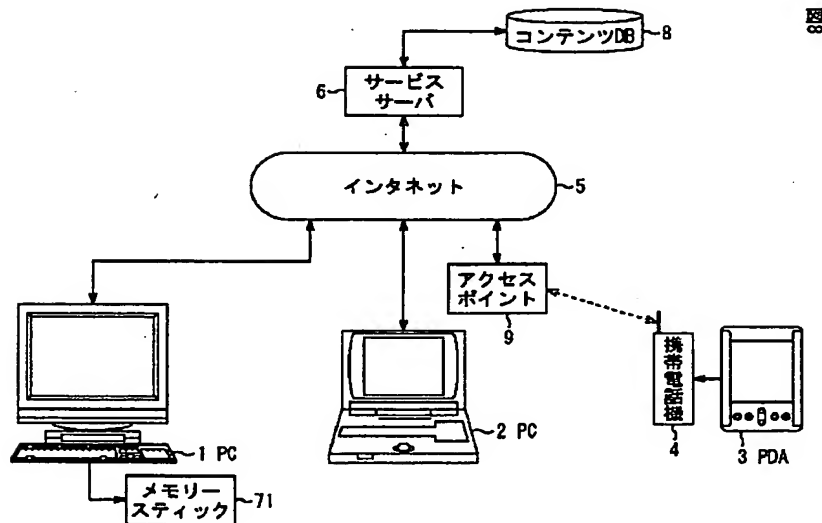 図8
コンテンツDB
8
サービス
サーバ
6
インタネット
5
アクセス
ポイント
9
携帯電話機
4
3 PDA
2 PC
1 PC
メモリー
スティック
71